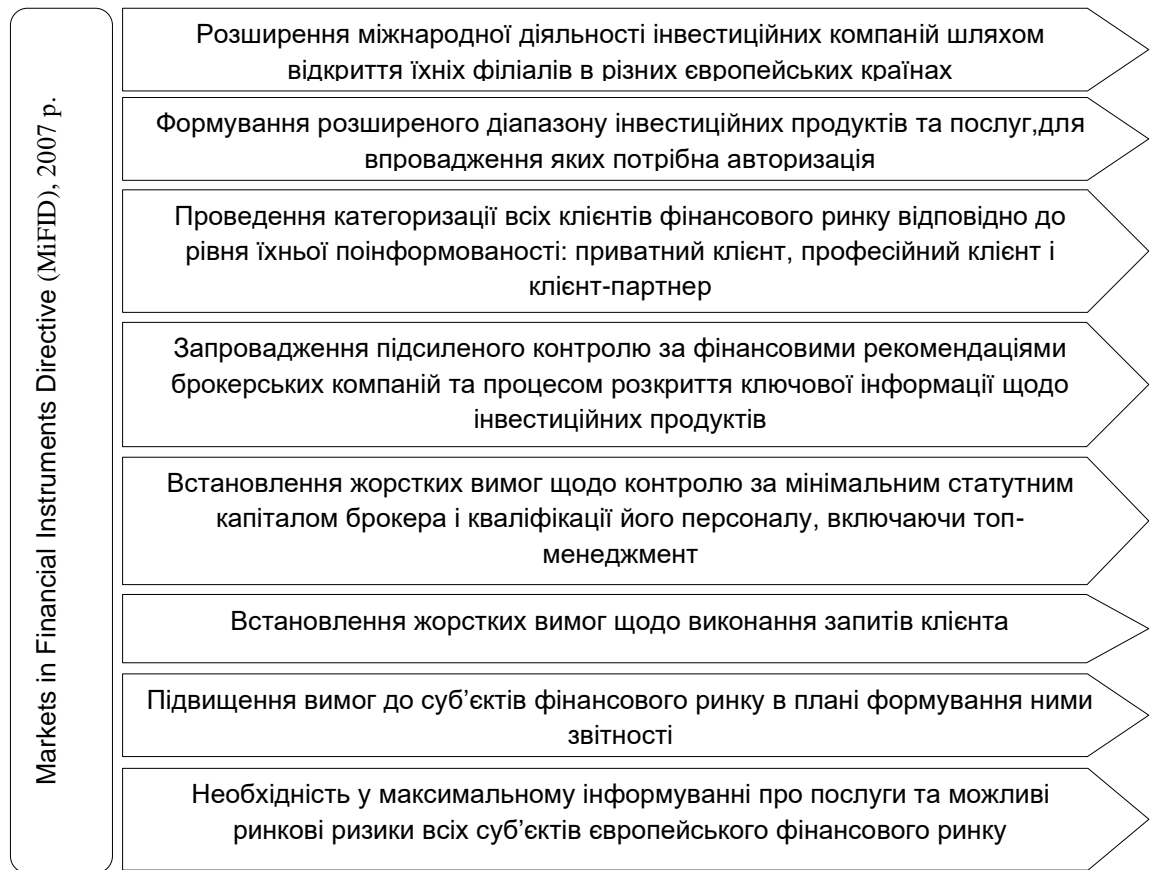 Markets in Financial Instruments Directive (MiFID), 2007 р.
Розширення міжнародної діяльності інвестиційних компаній шляхом
відкриття їхніх філіалів в різних європейських країнах
Формування розширеного діапазону інвестиційних продуктів та послуг,для
впровадження яких потрібна авторизація
Проведення категоризації всіх клієнтів фінансового ринку відповідно до
рівня їхньої поінформованості: приватний клієнт, професійний клієнт і
клієнт-партнер
Запровадження підсиленого контролю за фінансовими рекомендаціями
брокерських компаній та процесом розкриття ключової інформації щодо
інвестиційних продуктів
Встановлення жорстких вимог щодо контролю за мінімальним статутним
капіталом брокера і кваліфікації його персоналу, включаючи топ-
менеджмент
Встановлення жорстких вимог щодо виконання запитів клієнта
Підвищення вимог до суб’єктів фінансового ринку в плані формування ними
звітності
Необхідність у максимальному інформуванні про послуги та можливі
ринкові ризики всіх суб’єктів європейського фінансового ринку